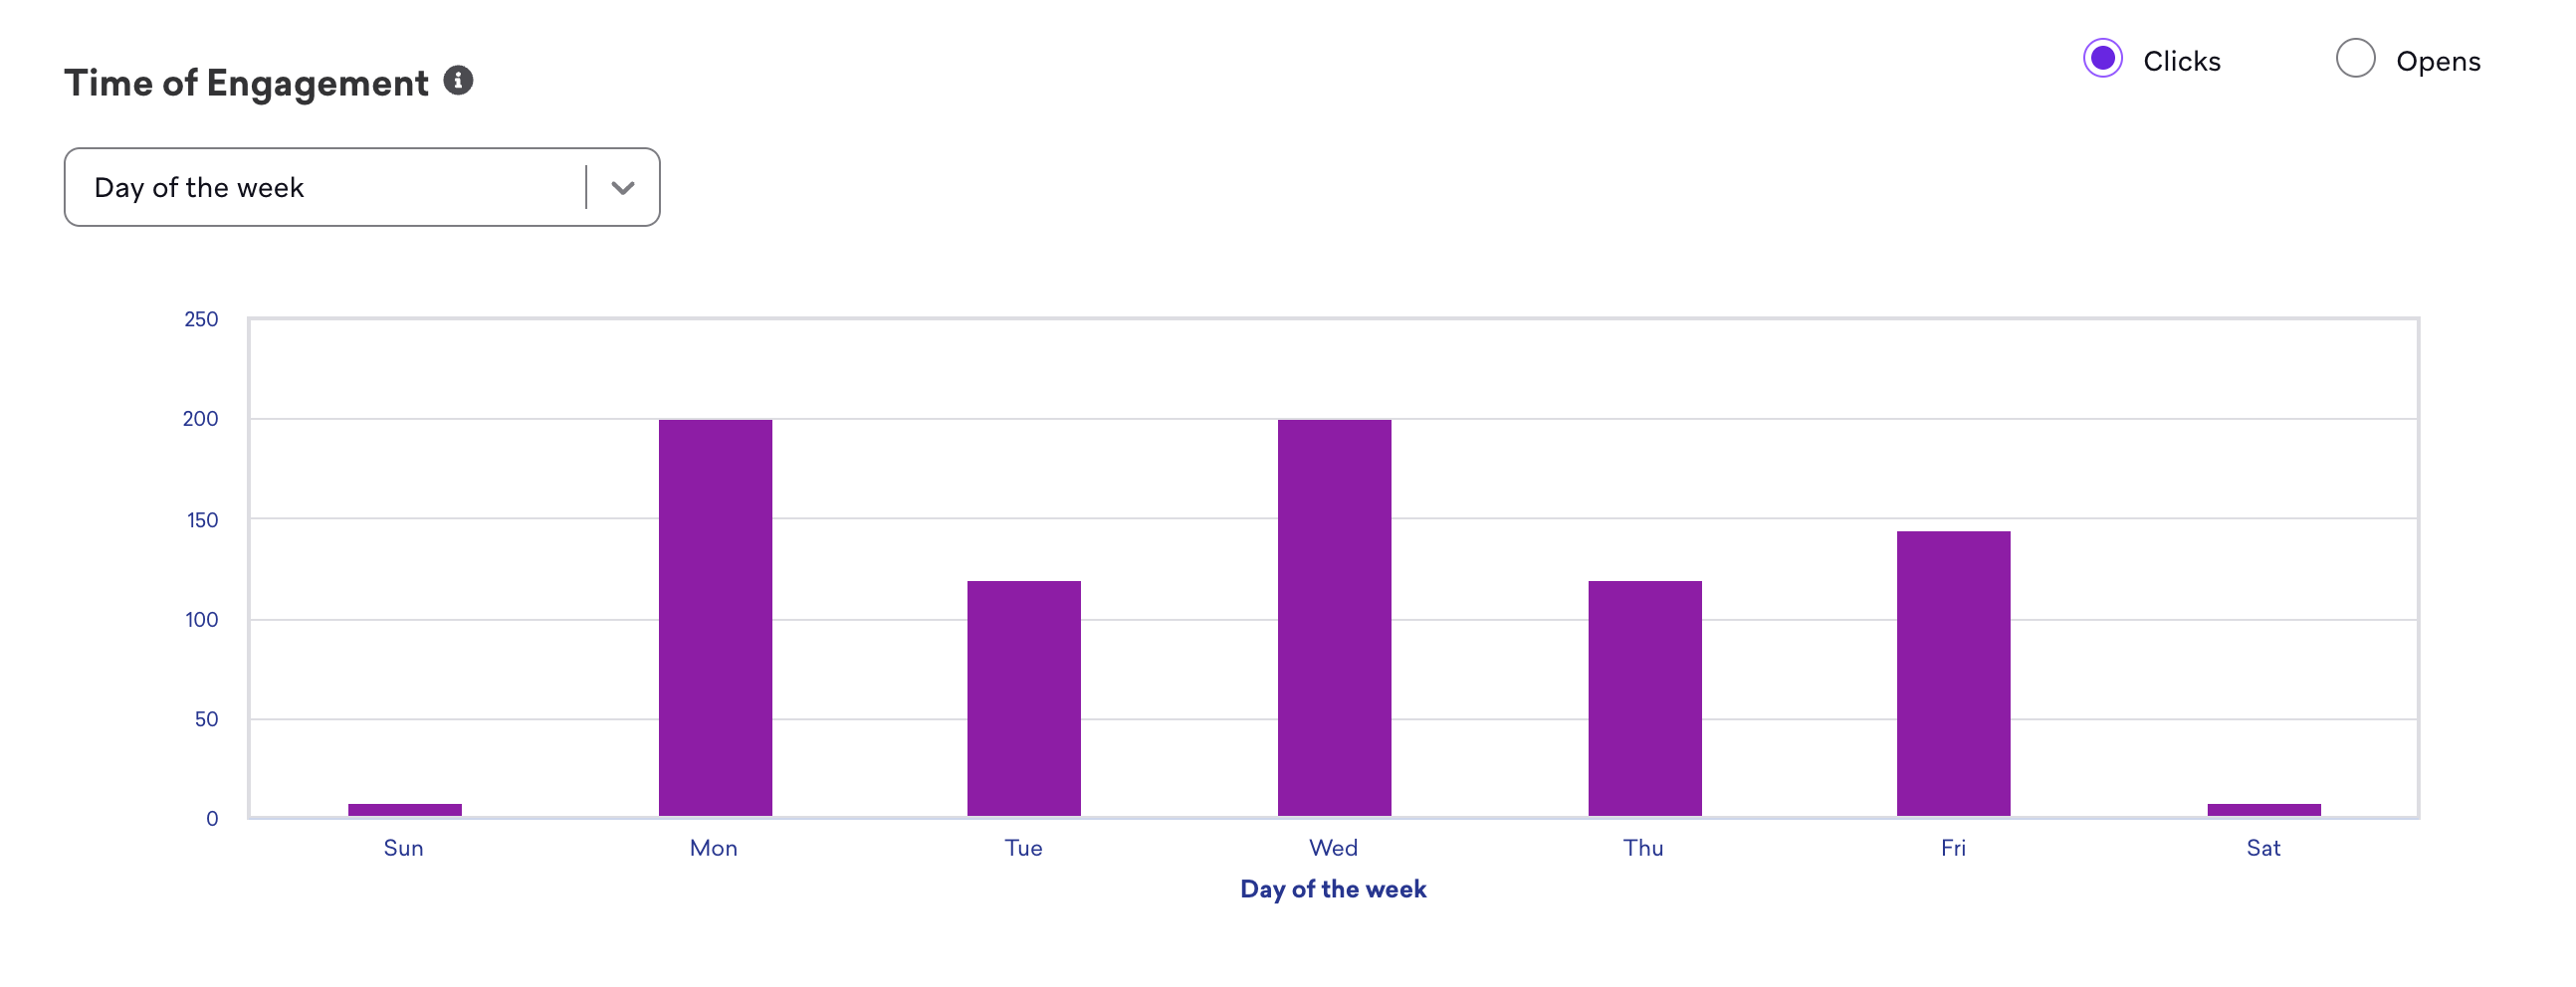 Time of Engagement
Clicks
Opens
Day of the week
250
200
150
100
50
0
Sun Mon Tue Wed Thu Fri Sat
Day of the week